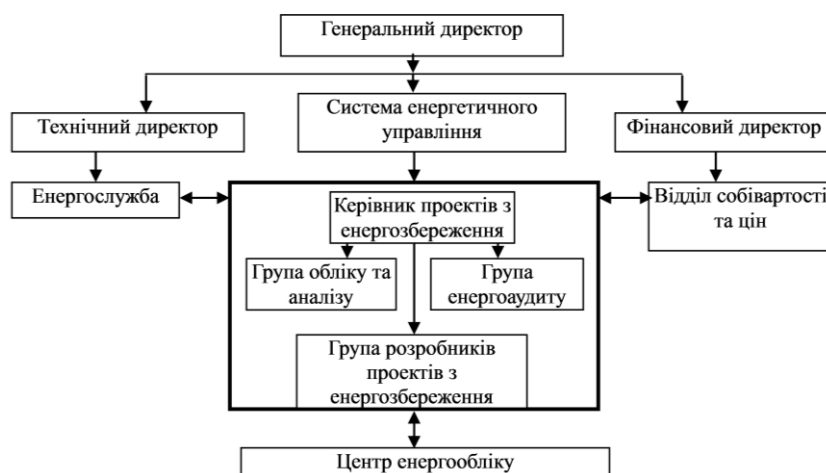 Генеральний директор
Технічний директор
Система енергетичного
управління
Фінансовий директор
Енергослужба
Керівник проектів з
енергозбереження
Відділ собівартості
та цін
Група обліку та
аналізу
Група
енергоаудиту
Група розробників
проектів з
енергозбереження
Центр енергообліку